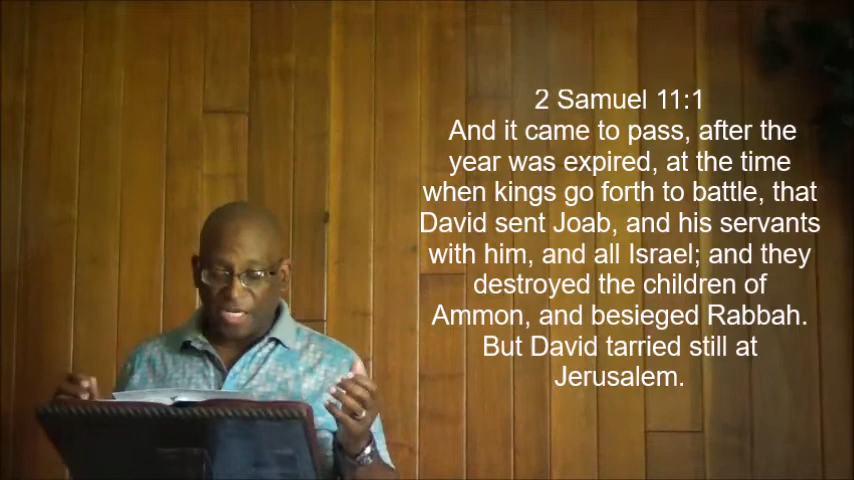 2 Samuel 11:1
And it came to pass, after the
year was expired, at the time
when kings go forth to battle, that
David sent Joab, and his servants
with him, and all Israel; and they
destroyed the children of
Ammon, and besieged Rabbah.
But David tarried still at
Jerusalem.